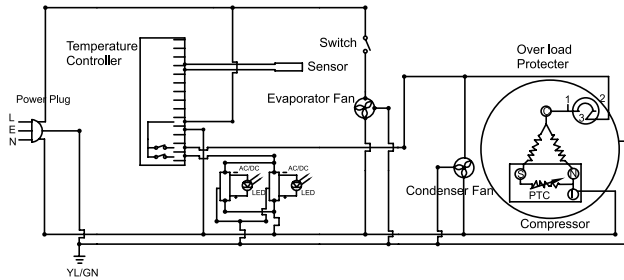 Temperature
Controller
Switch
Over load
Protecter
Sensor
Power Plug
Evaporator Fan
1
2
3
L
E
N
AC/DC
AC/DC
LED
LED
Condenser Fan
S
N
PTC
Compressor
YL/GN